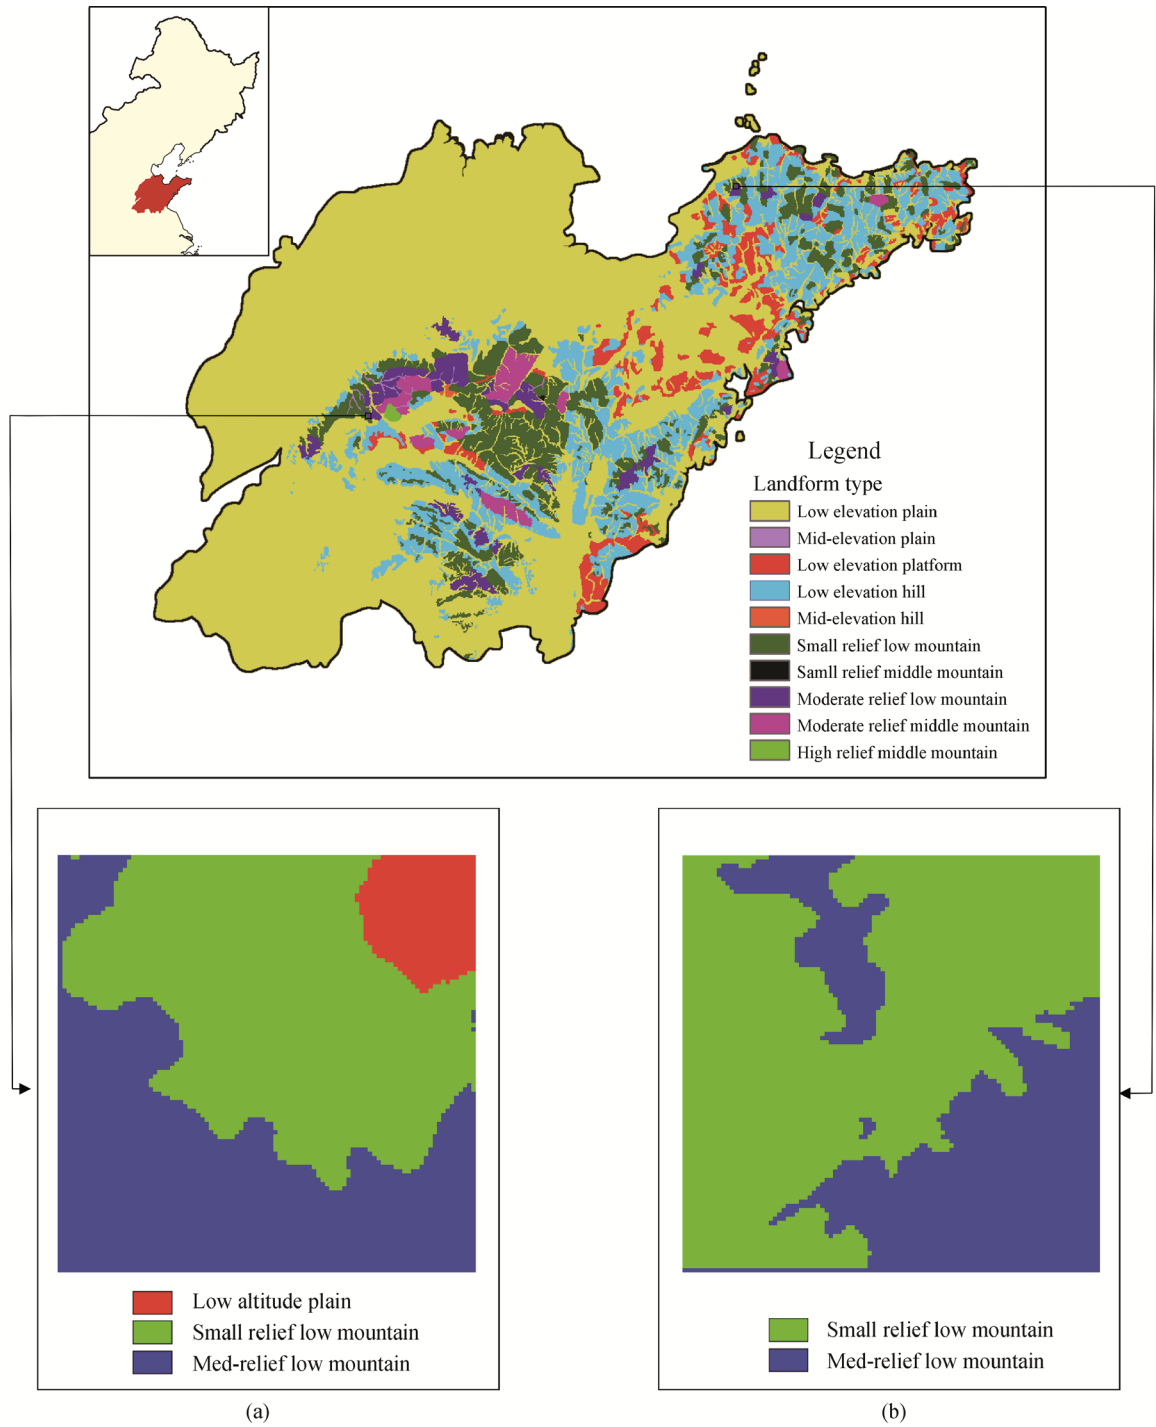 Legend
Landform type
Low elevation plain
Mid-elevation plain
Low elevation platform
Low elevation hill
Mid-elevation hill
Small relief low mountain
Samll relief middle mountain
Moderate relief low mountain
Moderate relief middle mountain
High relief middle mountain
Low altitude plain
Small relief low mountain
Med-relief low mountain
(a)
Small relief low mountain
Med-relief low mountain
(b)